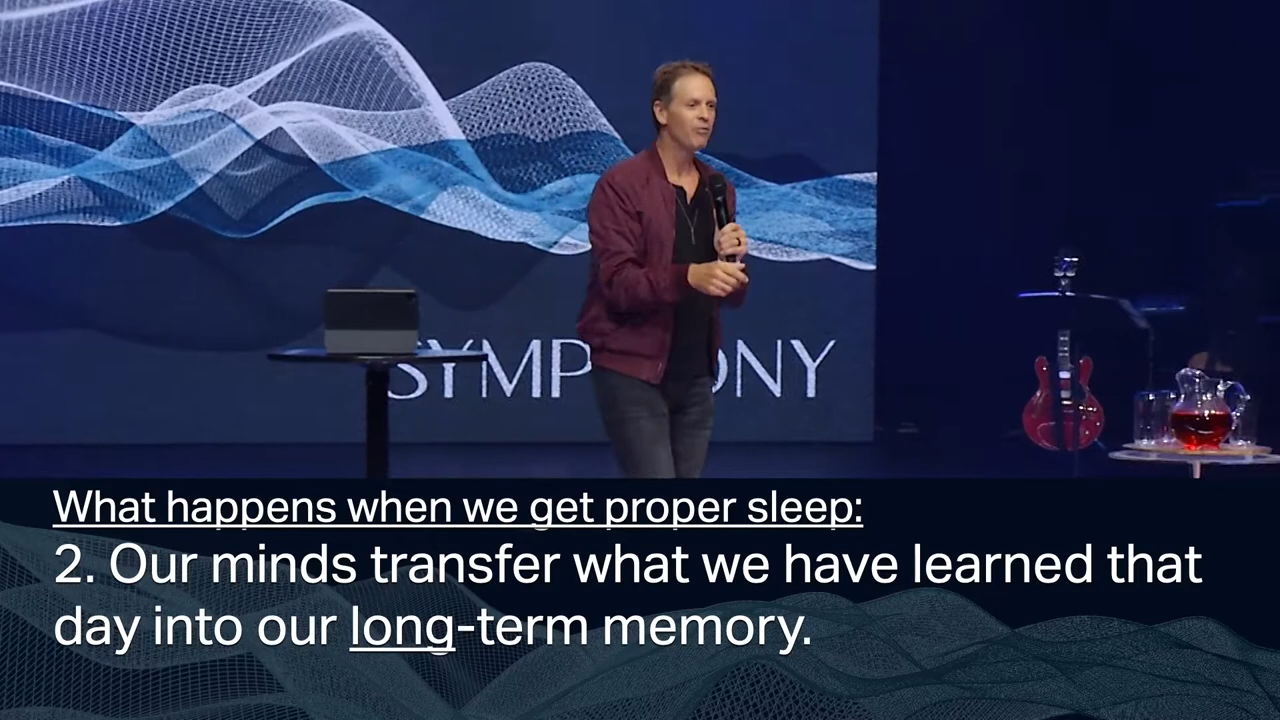 SYMP ONY
What happens when we get proper sleep:
2. Our minds transfer what we have learned that
day into our long-term memory.